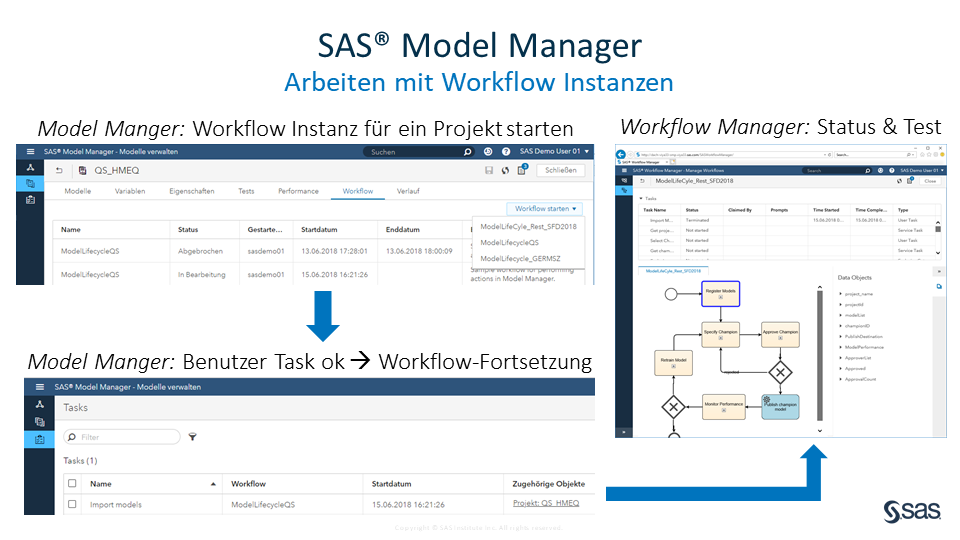 SAS® Model Manager
Arbeiten mit Workflow Instanzen
Model Manger: Workflow Instanz für ein Projekt starten
SAS® Model Manager - Modelle verwalten
Suchen
SAS Demo User 01
QS_HMEQ
Schließen
Modelle Variablen Eigenschaften Tests Performance Workflow Verlauf
Workflow starten
ModelLifeCyle_Rest_SFD2018
ModelLifecycleQS
ModelLifecycle_GERMSZ
Name Status Gestarte... Startdatum Enddatum
ModelLifecycleQS Abgebrochen sasdemo01 13.06.2018 17:28:01 13.06.2018 18:00:09
ModelLifecycleQS In Bearbeitung sasdemo01 15.06.2018 16:21:26
Sample workflow for performing
actions in Model Manager.
Model Manger: Benutzer Task ok → Workflow-Fortsetzung
SAS® Model Manager - Modelle verwalten
Tasks
Filter
Tasks (1)
Name Workflow Startdatum Zugehörige Objekte
Import models ModelLifecycleQS 15.06.2018 16:21:26 Projekt: QS_HMEQ
Workflow Manager: Status & Test
Search...
SAS® Workflow Manager
SAS® Workflow Manager - Manage Workflows
Search
SAS Demo User 01
ModelLifeCyle_Rest_SFD2018
Close
Tasks
Task Name Status Claimed By Prompts Time Started Time Comple... Type
Import M... Terminated 15.06.2018 0... 15.06.2018 0... User Task
Get proje... Not started Service Task
Select Ch... Not started User Task
Get cham... Not started Service Task
ModelLifeCyle_Rest_SFD2018
Register Models
Specify Champion
Approve Champion
Retrain Model
rejected
Monitor Performance
Publish champion
model
Data Objects
project_name
projectId
modelList
championID
PublishDestination
ModelPerformance
ApproverList
Approved
ApprovalCount
Copyright © SAS Institute Inc. All rights reserved.
sas